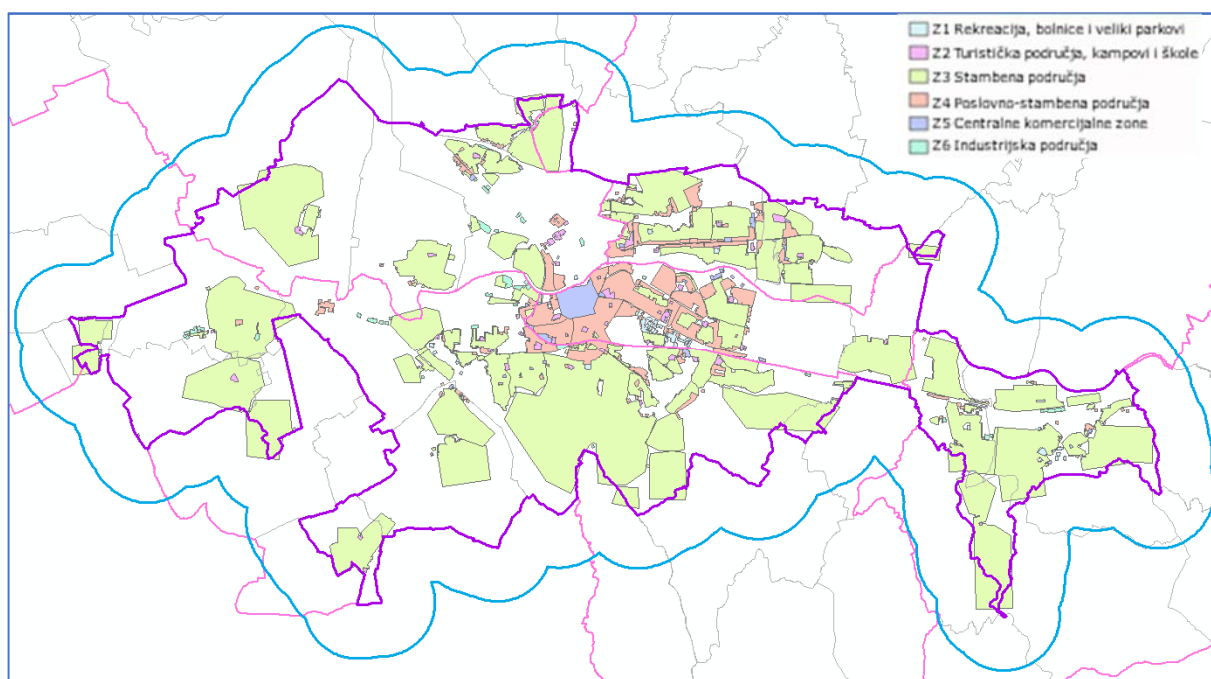 Z1 Rekreacija, bolnice i veliki parkovi
Z2 Turistička područja, kampovi i škole
Z3 Stambena područja
Z4 Poslovno-stambena područja
Z5 Centralne komercijalne zone
Z6 Industrijska područja